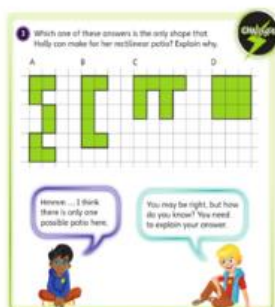 3 Which one of these answers is the only shape that
Holly can make for her rectilinear patio? Explain why.
A B C D
Hmmm ... I think
there is only one
possible patio here.
You may be right, but how
do you know? You need
to explain your answer.